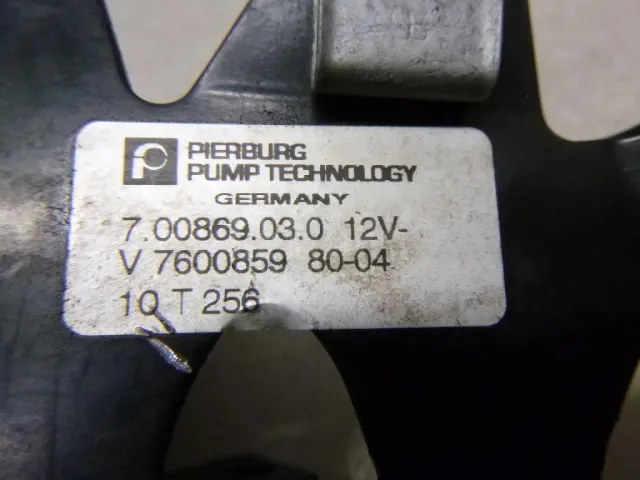 PIERBURG
PUMP TECHNOLOGY
GERMANY
7.00869.03.0 12V-
V 7600859 80-04
10 T 256